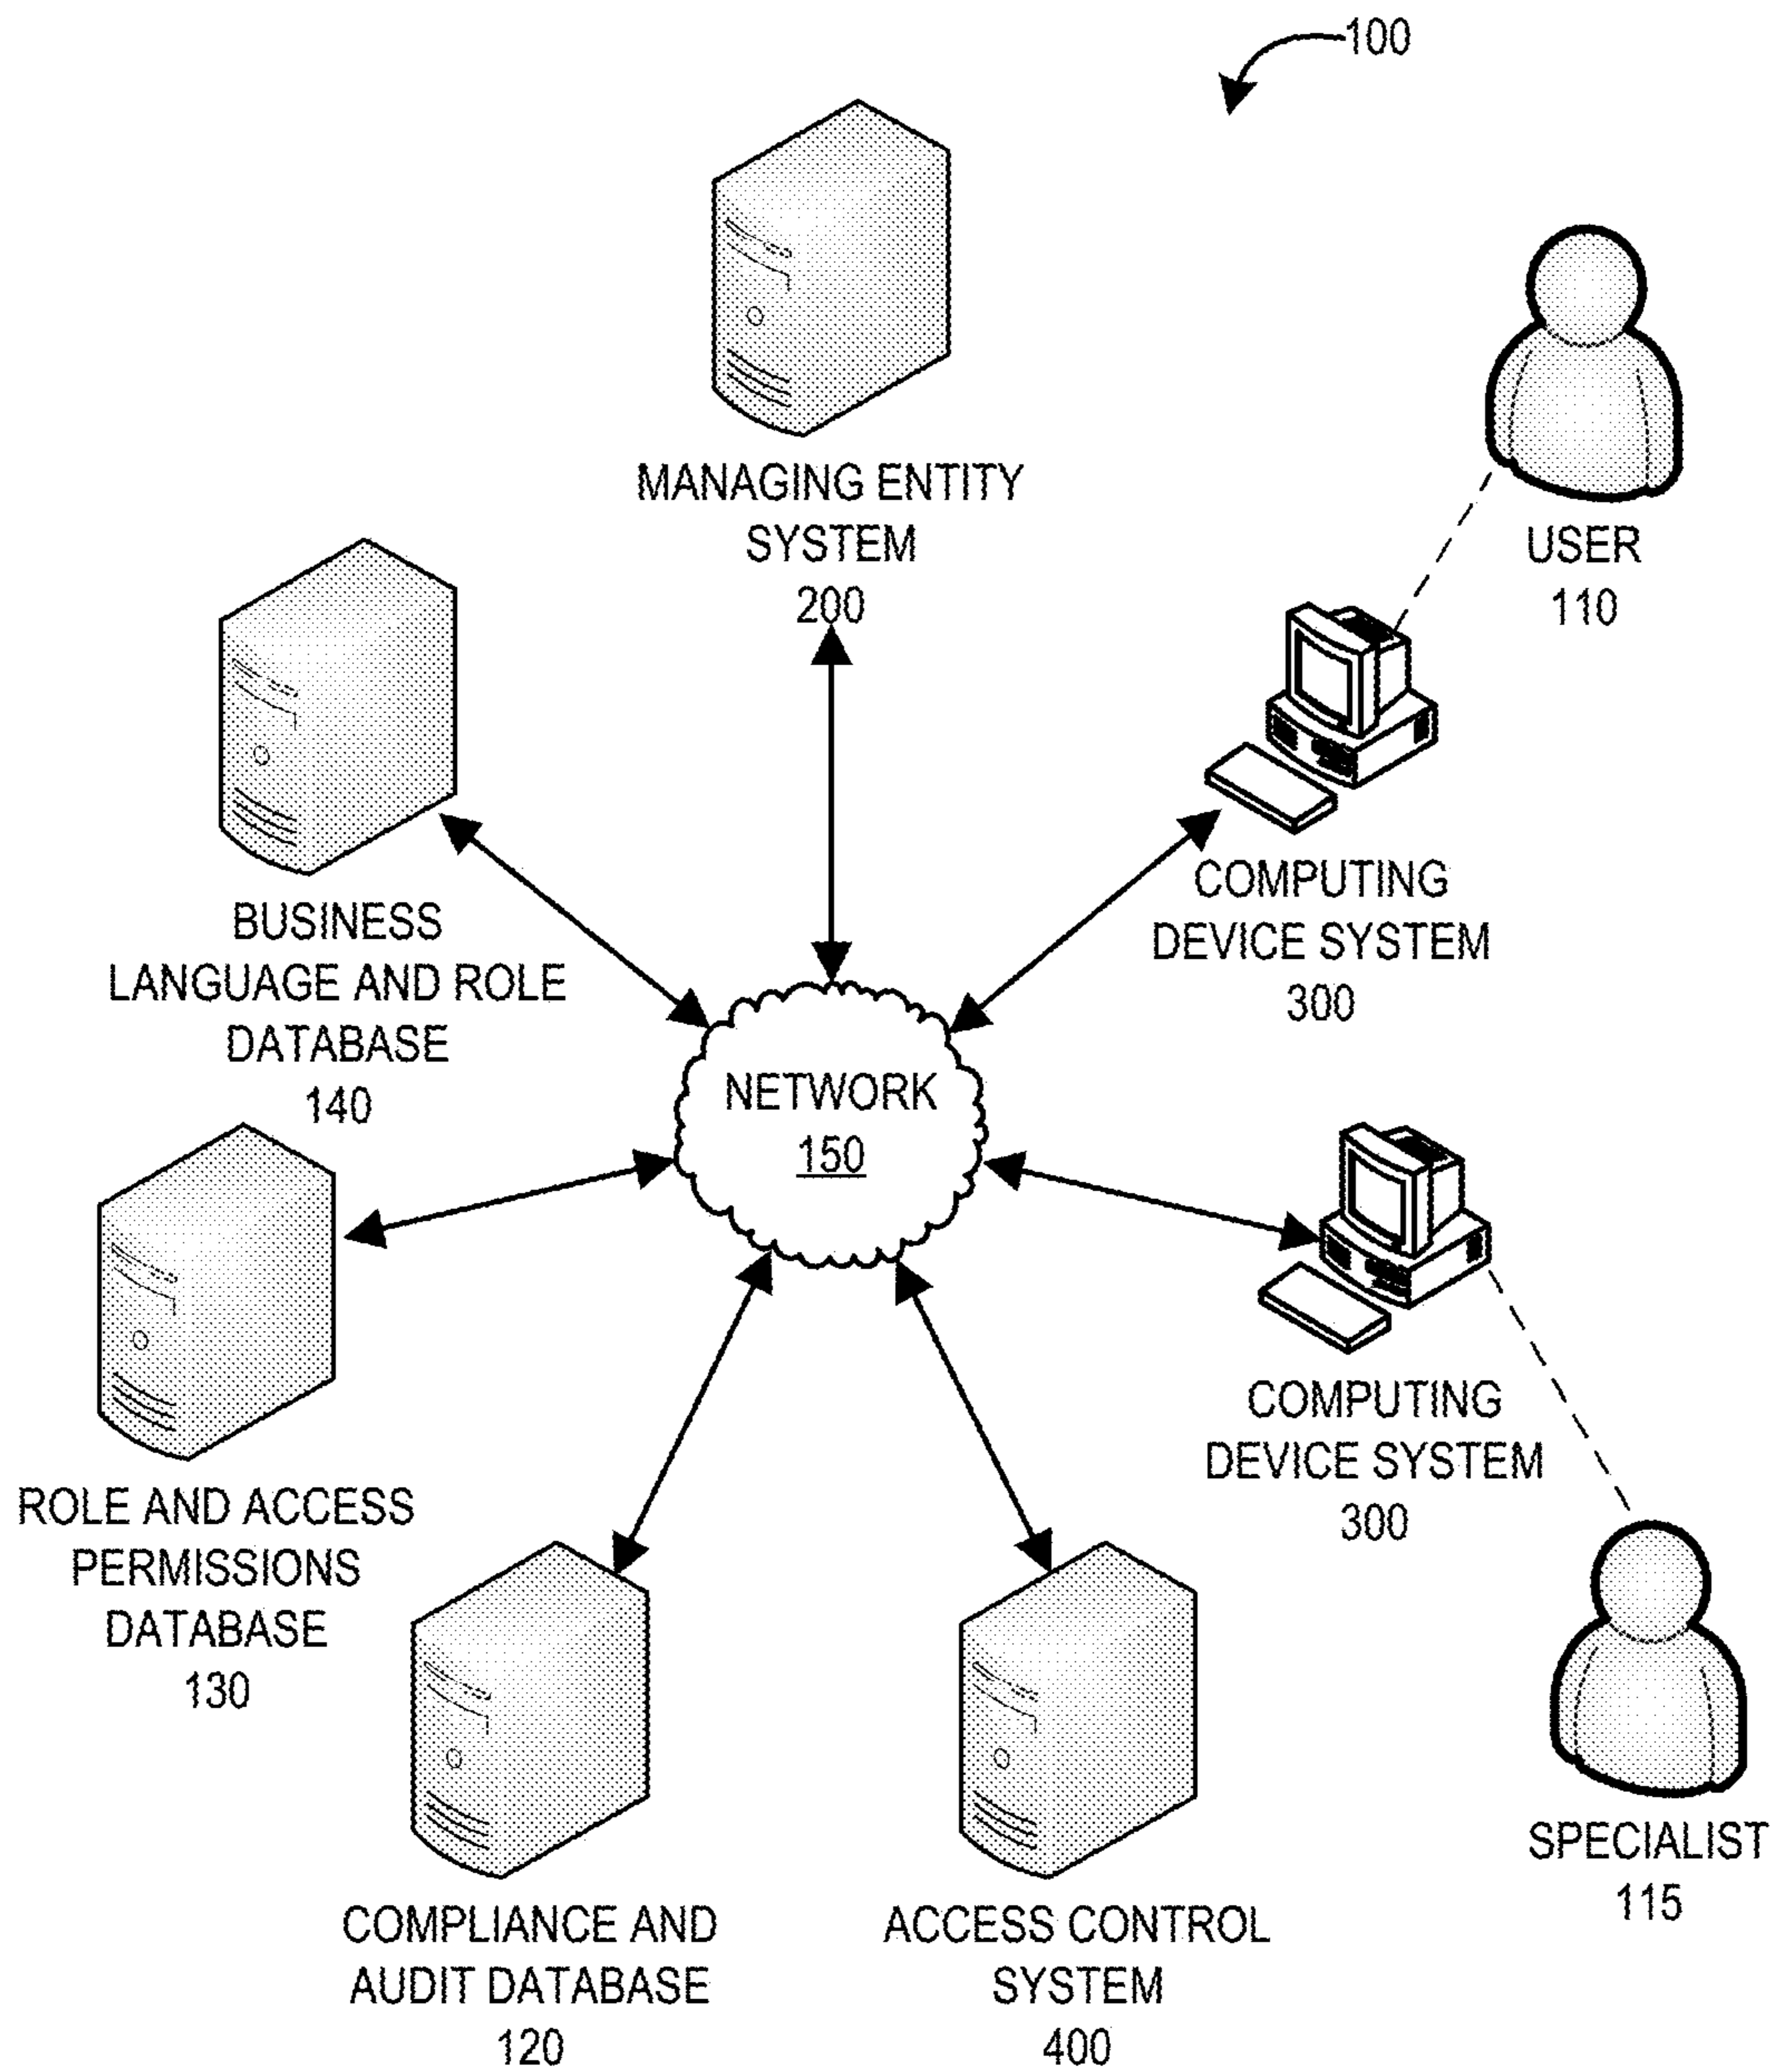 100
MANAGING ENTITY
SYSTEM
200
USER
110
BUSINESS
LANGUAGE AND ROLE
DATABASE
140
COMPUTING
DEVICE SYSTEM
300
NETWORK
150
ROLE AND ACCESS
PERMISSIONS
DATABASE
130
COMPUTING
DEVICE SYSTEM
300
SPECIALIST
115
COMPLIANCE AND
AUDIT DATABASE
120
ACCESS CONTROL
SYSTEM
400